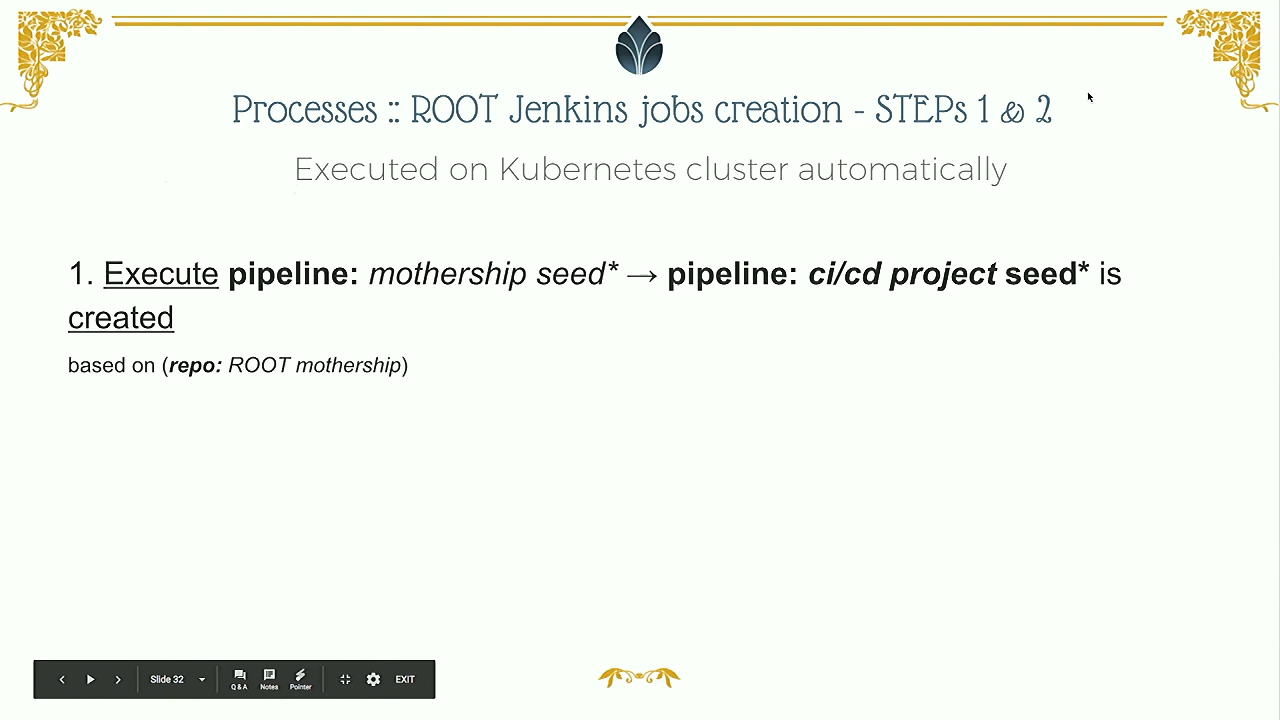 Processes :: ROOT Jenkins jobs creation - STEPs 1 & 2
Executed on Kubernetes cluster automatically
1. Execute pipeline: mothership seed* → pipeline: ci/cd project seed* is
created
based on (repo: ROOT mothership)
Slide 32
Q&A
Notes
Pointer
EXIT